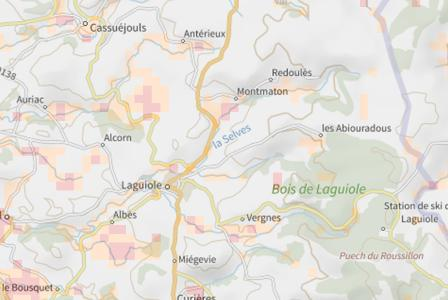 Cassuéjouls
Antérieux
D138
Redoulès
Montmaton
Auriac
la Selves
les Abiouradous
Alcorn
Laguiole
Bois de Laguiole
Station de ski d
Laguiole
Albès
Vergnes
Puech du Roussillon
Miégevie
le Bousquet
Curières